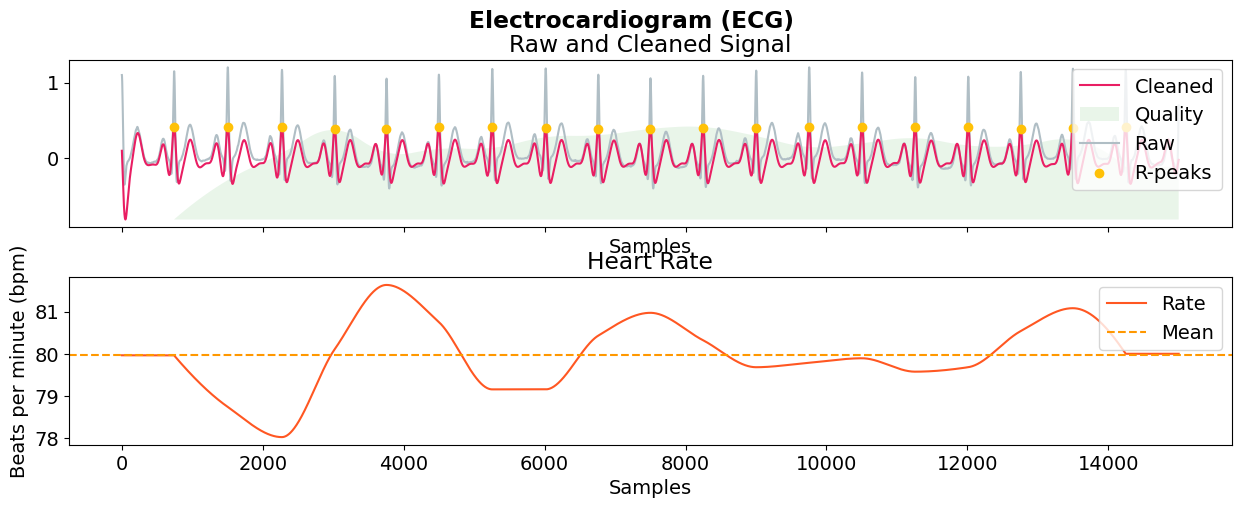 Electrocardiogram (ECG)
Raw and Cleaned Signal
1
0
Cleaned
Quality
Raw
R-peaks
Samples
Heart Rate
Beats per minute (bpm)
81
80
79
78
Rate
Mean
0 2000 4000 6000 8000 10000 12000 14000
Samples